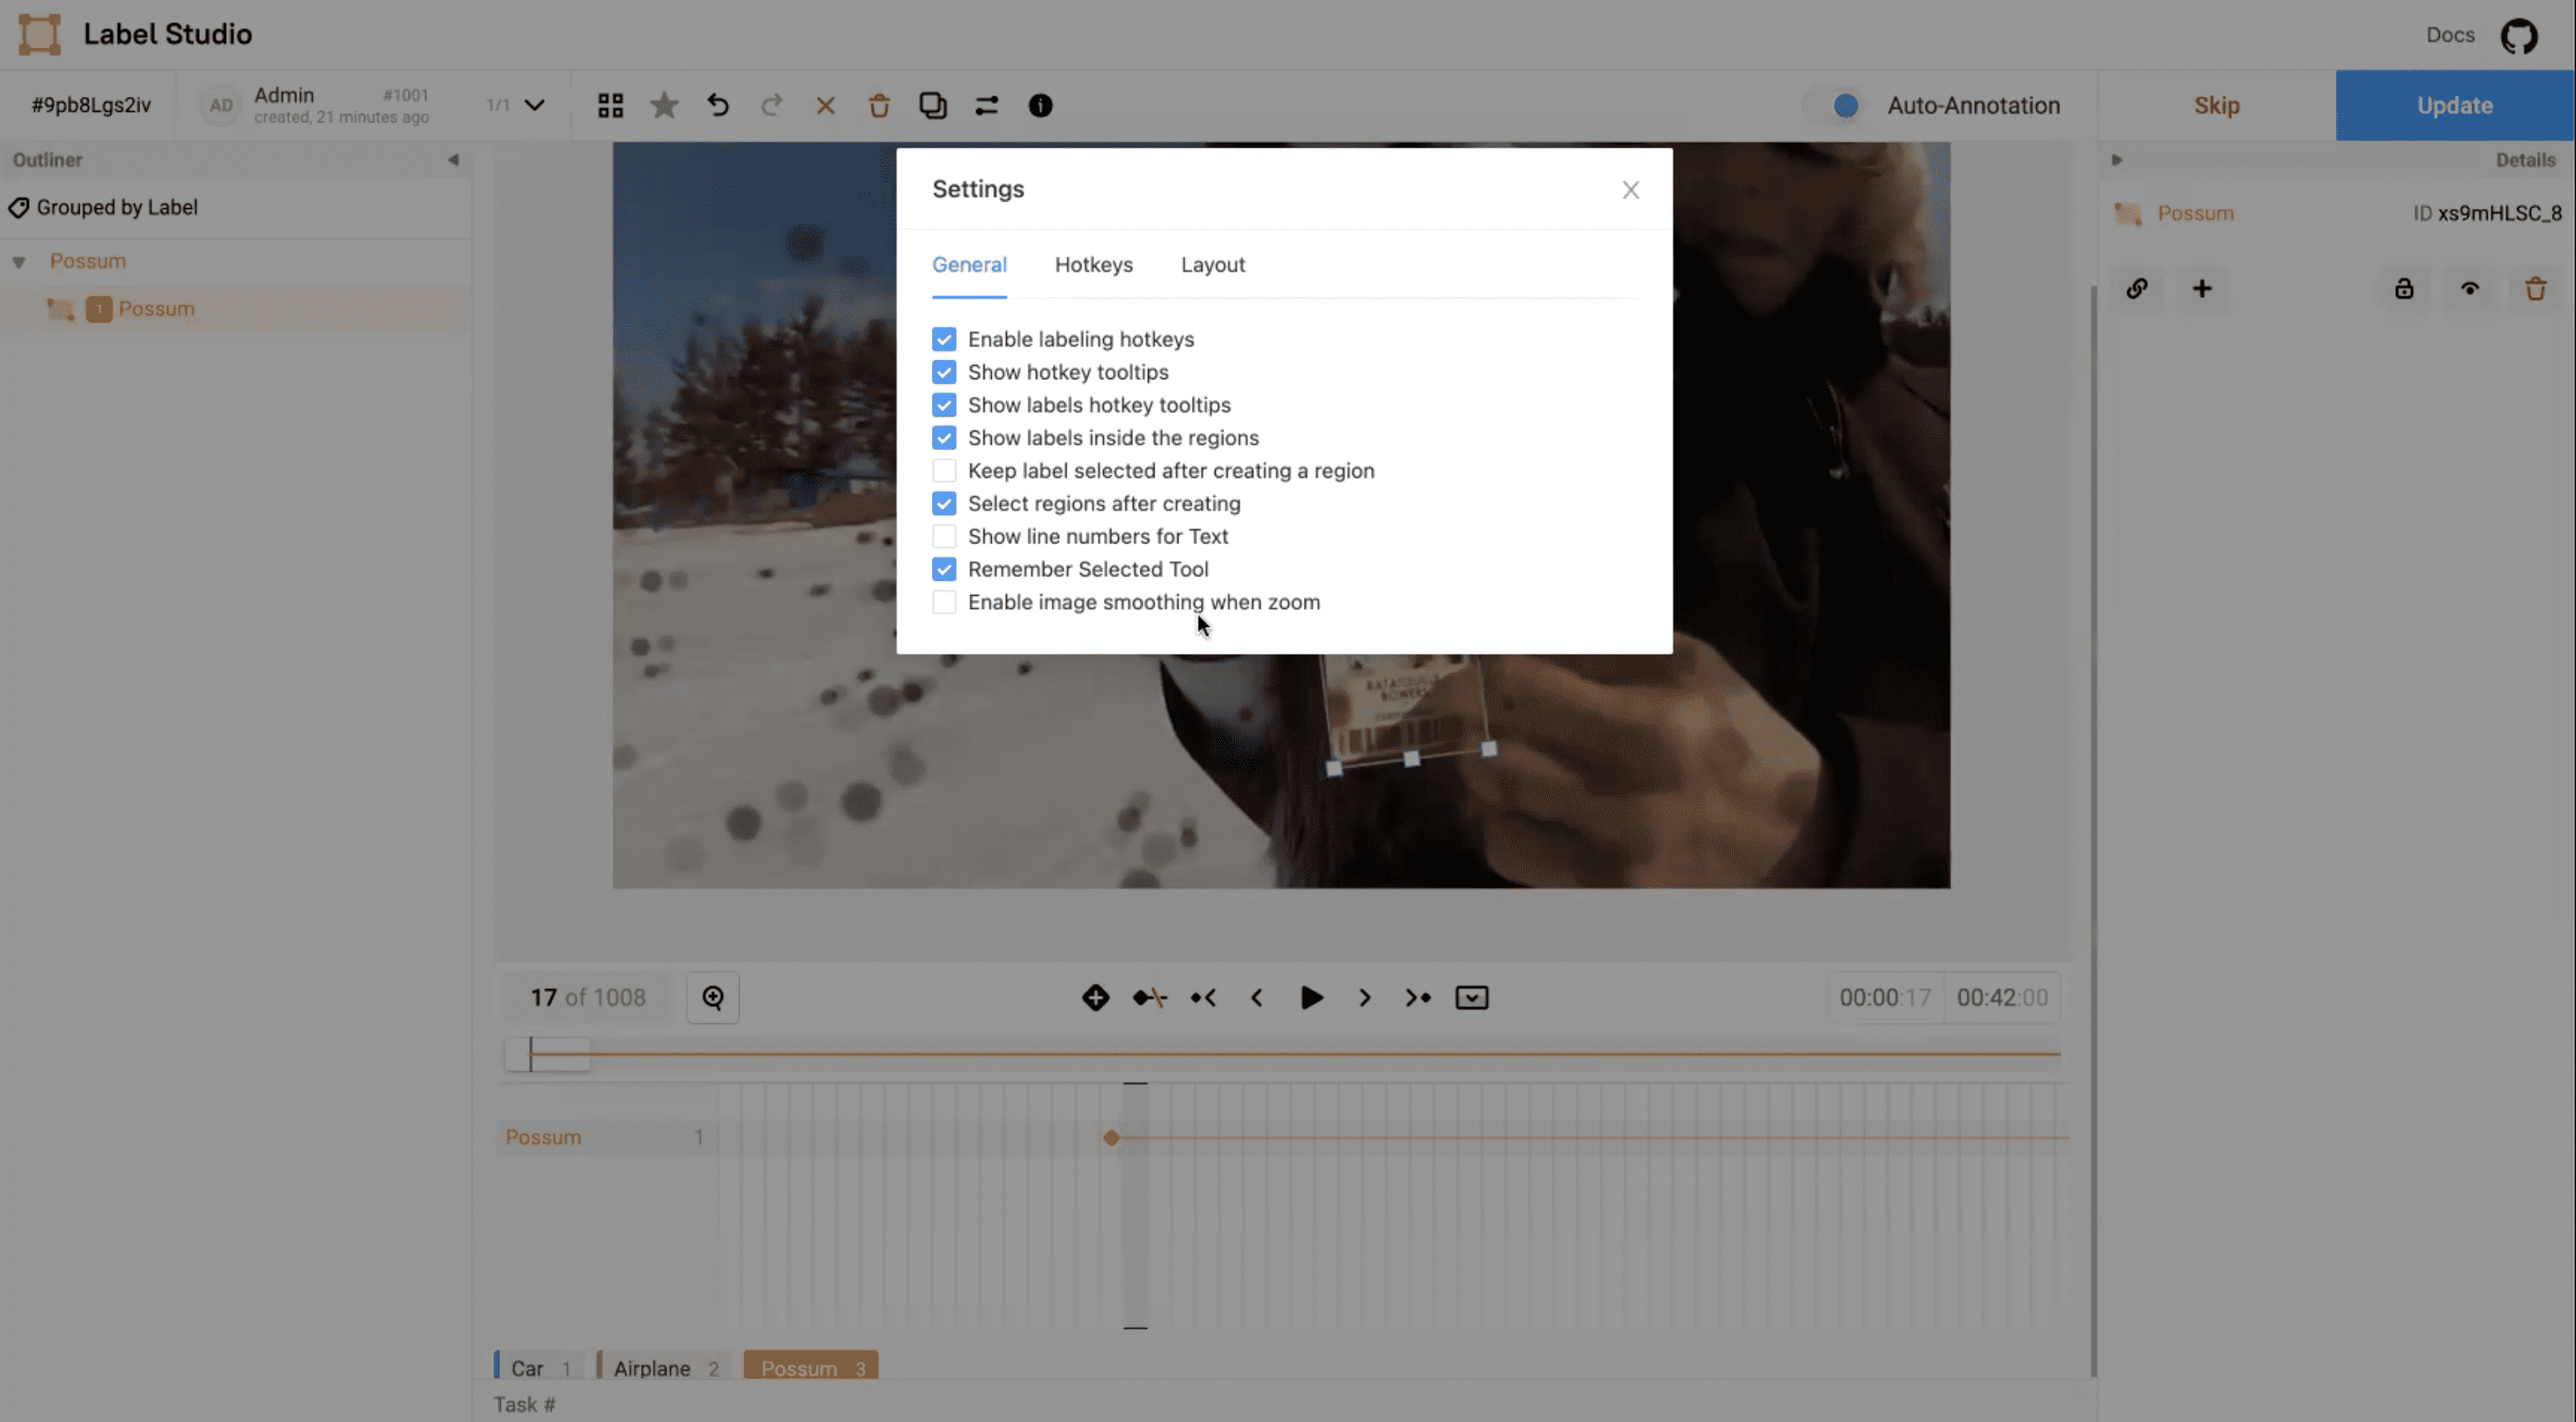 Label Studio
Docs
#9pb8Lgs2iv
AD
Admin
#1001
created, 21 minutes ago
1/1
Auto-Annotation
Skip
Update
Outliner
Details
Grouped by Label
Possum
1 Possum
Possum
ID xs9mHLSC_8
Settings
General
Hotkeys
Layout
Enable labeling hotkeys
Show hotkey tooltips
Show labels hotkey tooltips
Show labels inside the regions
Keep label selected after creating a region
Select regions after creating
Show line numbers for Text
Remember Selected Tool
Enable image smoothing when zoom
17 of 1008
00:00:17
00:42:00
Possum 1
Car 1
Airplane 2
Possum 3
Task #